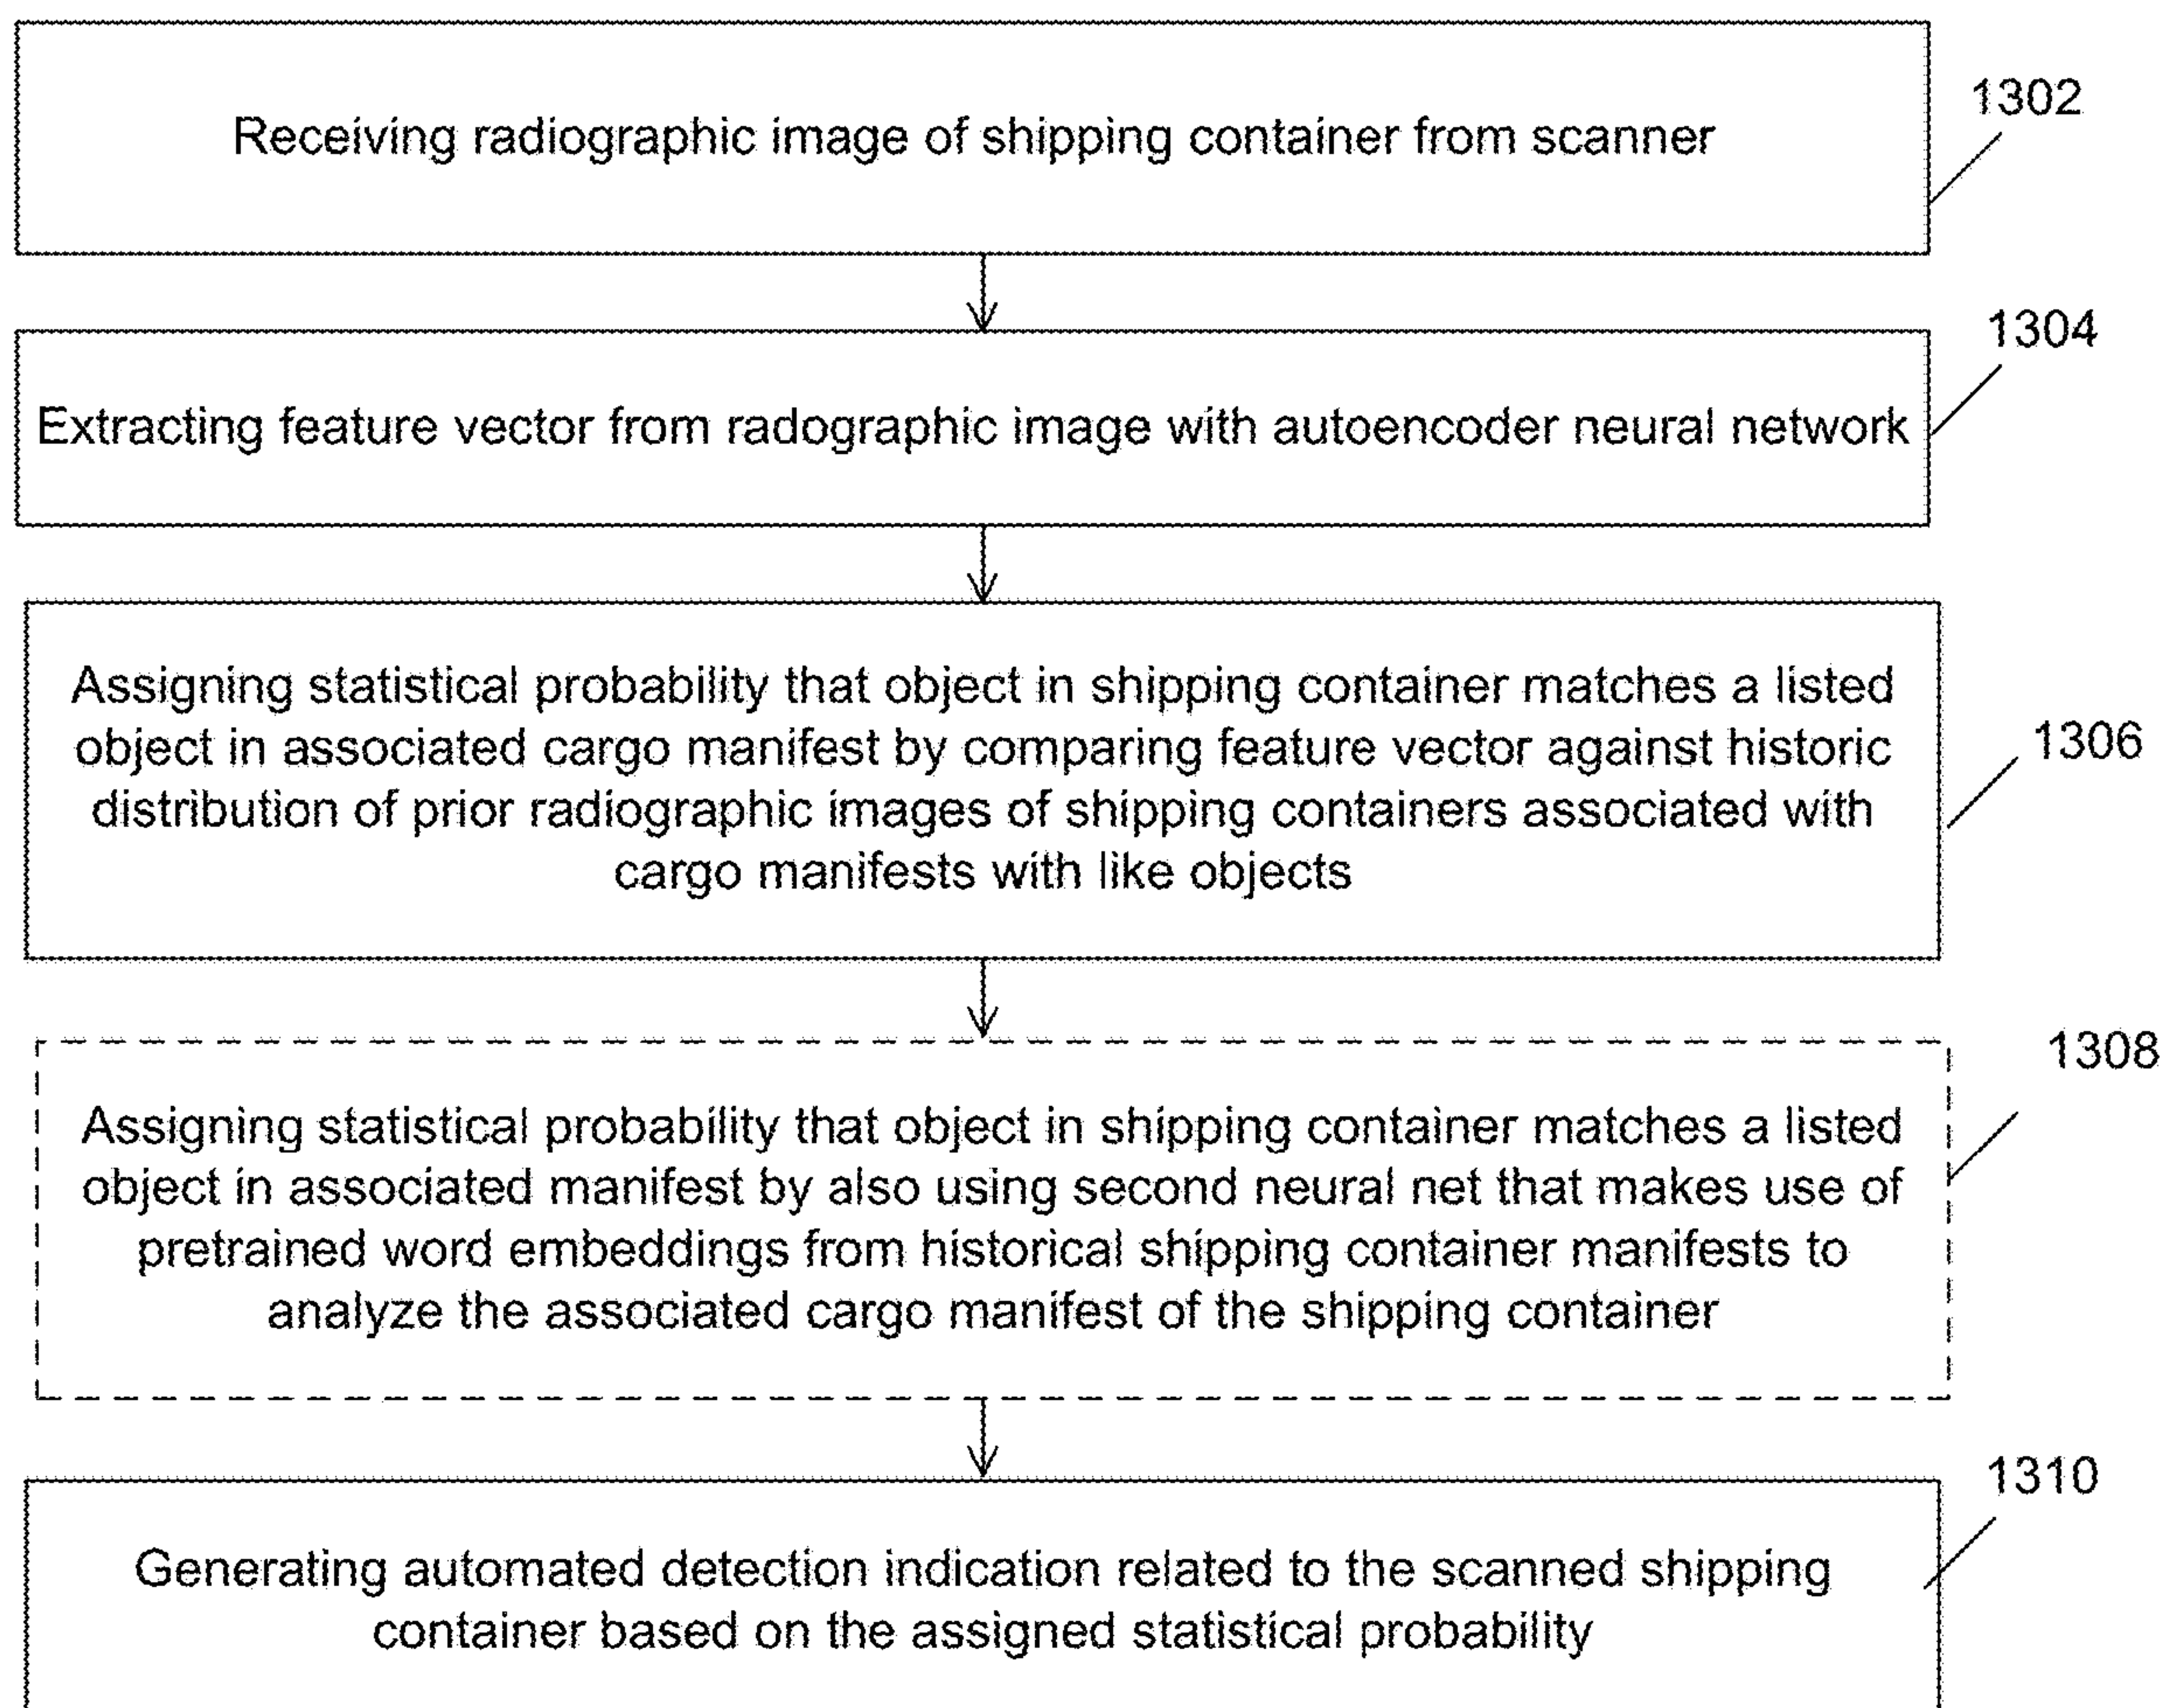 Receiving radiographic image of shipping container from scanner
1302
Extracting feature vector from radographic image with autoencoder neural network
1304
Assigning statistical probability that object in shipping container matches a listed
object in associated cargo manifest by comparing feature vector against historic
distribution of prior radiographic images of shipping containers associated with
cargo manifests with like objects
1306
Assigning statistical probability that object in shipping container matches a listed
object in associated manifest by also using second neural net that makes use of
pretrained word embeddings from historical shipping container manifests to
analyze the associated cargo manifest of the shipping container
1308
Generating automated detection indication related to the scanned shipping
container based on the assigned statistical probability
1310